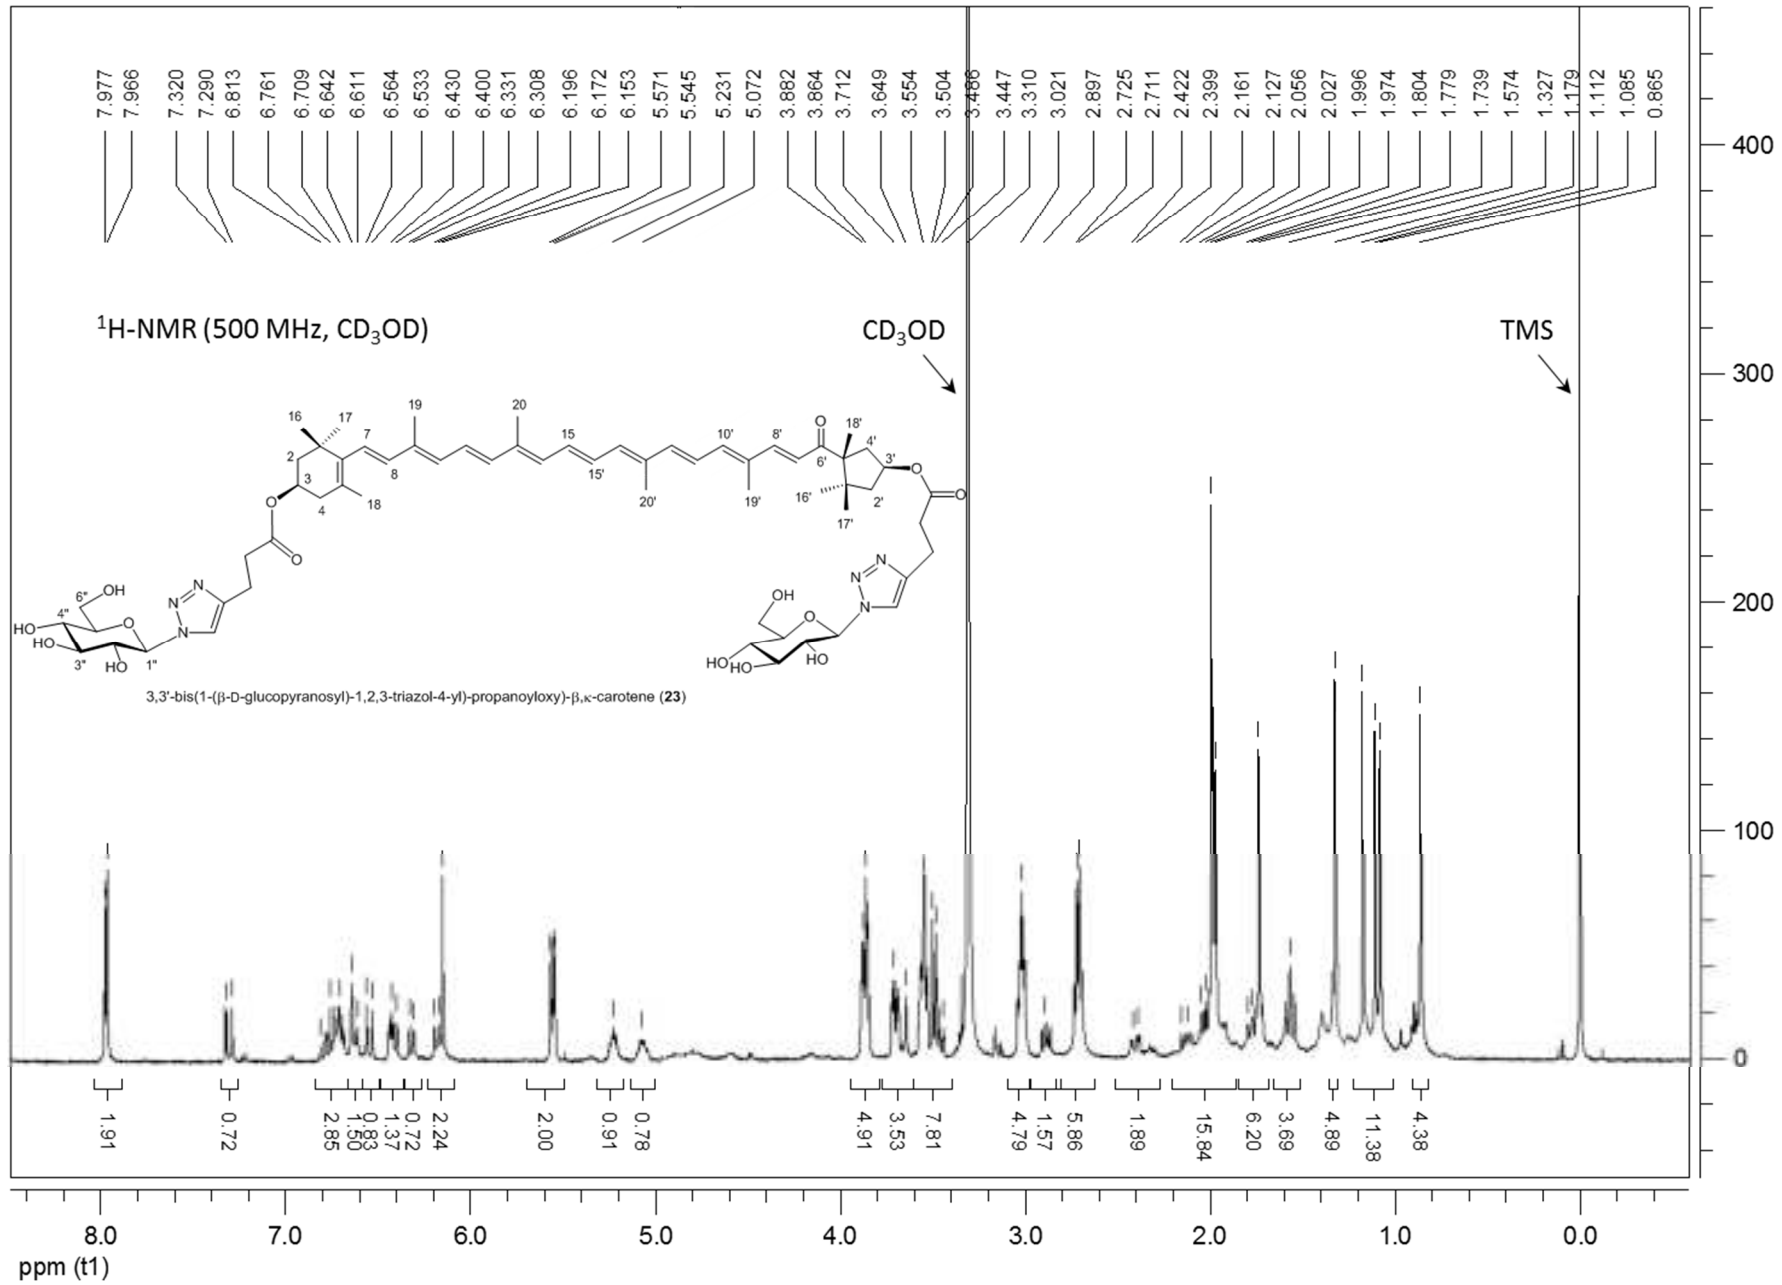 7.977 7.966 7.320 7.290 6.813 6.761 6.709 6.642 6.611 6.564 6.533 6.430 6.400 6.331 6.308 6.196 6.172 6.153 5.571 5.545 5.231 5.072 3.882 3.864 3.712 3.649 3.554 3.504 3.486 3.447 3.310 3.021 2.897 2.725 2.711 2.422 2.399 2.161 2.127 2.056 2.027 1.996 1.974 1.804 1.779 1.739 1.574 1.327 1.179 1.112 1.085 0.865
400
¹H-NMR (500 MHz, CD₃OD)
CD₃OD
TMS
300
16 17 7 19 20 15 10' 8' O 18' 4'
2 8 15' 6' 3' O
3 4 18 20' 19' 16' 2' O
O 17'
O
N N
N N OH N N
6" OH
4" O N O N
HO
HO HO HO HO
3" HO 1"
200
3,3'-bis(1-(β-D-glucopyranosyl)-1,2,3-triazol-4-yl)-propanoyloxy)-β,κ-carotene (23)
100
0
1.91 0.72 2.85 1.50 0.83 1.37 0.72 2.24 2.00 0.91 0.78 4.91 3.53 7.81 4.79 1.57 5.86 1.89 15.84 6.20 3.69 4.89 11.38 4.38
8.0 7.0 6.0 5.0 4.0 3.0 2.0 1.0 0.0
ppm (t1)